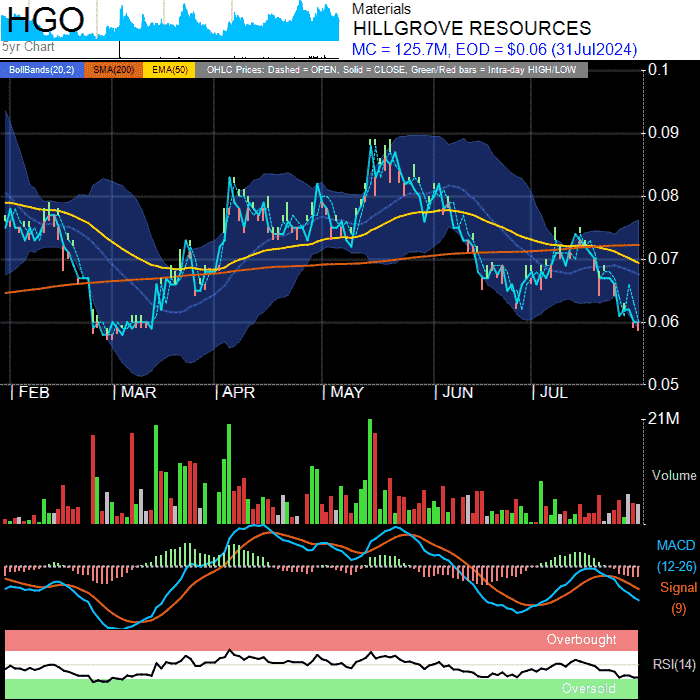 HGO
5yr Chart
Materials
HILLGROVE RESOURCES
MC = 125.7M, EOD = $0.06 (31Jul2024)
BollBands(20,2) SMA(200) EMA(50) OHLC Prices: Dashed = OPEN, Solid = CLOSE, Green/Red bars = Intra-day HIGH/LOW
0.1
0.09
0.08
0.07
0.06
0.05
FEB MAR APR MAY JUN JUL
21M
Volume
MACD
(12-26)
Signal
(9)
Overbought
RSI(14)
Oversold